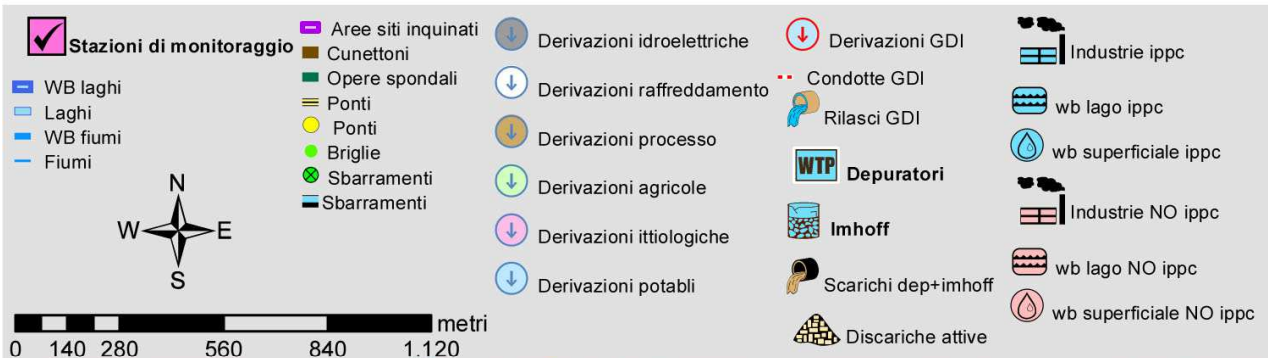 Stazioni di monitoraggio
WB laghi
Laghi
WB fiumi
Fiumi
N
W
E
S
Aree siti inquinati
Cunettoni
Opere spondali
Ponti
Ponti
Briglie
Sbarramenti
Sbarramenti
Derivazioni idroelettriche
Derivazioni raffreddamento
Derivazioni processo
Derivazioni agricole
Derivazioni ittiologiche
Derivazioni potabli
Derivazioni GDI
Condotte GDI
Rilasci GDI
WTP Depuratori
Imhoff
Scarichi dep+imhoff
Discariche attive
Industrie ippc
wb lago ippc
wb superficiale ippc
Industrie NO ippc
wb lago NO ippc
wb superficiale NO ippc
metri
0 140 280 560 840 1.120